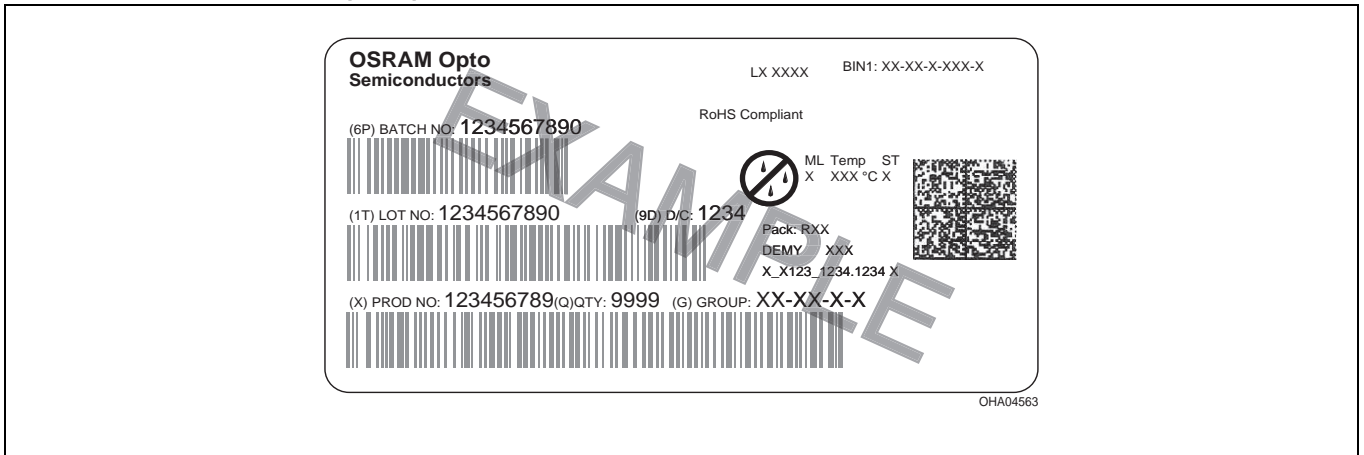 OSRAM Opto
Semiconductors
LX XXXX
BIN1: XX-XX-X-XXX-X
RoHS Compliant
(6P) BATCH NO: 1234567890
ML Temp ST
X XXX °C X
(1T) LOT NO: 1234567890 (9D) D/C: 1234
Pack: RXX
DEMY XXX
X_X123_1234.1234 X
(X) PROD NO: 123456789(Q)QTY: 9999 (G) GROUP: XX-XX-X-X
EXAMPLE
OHA04563